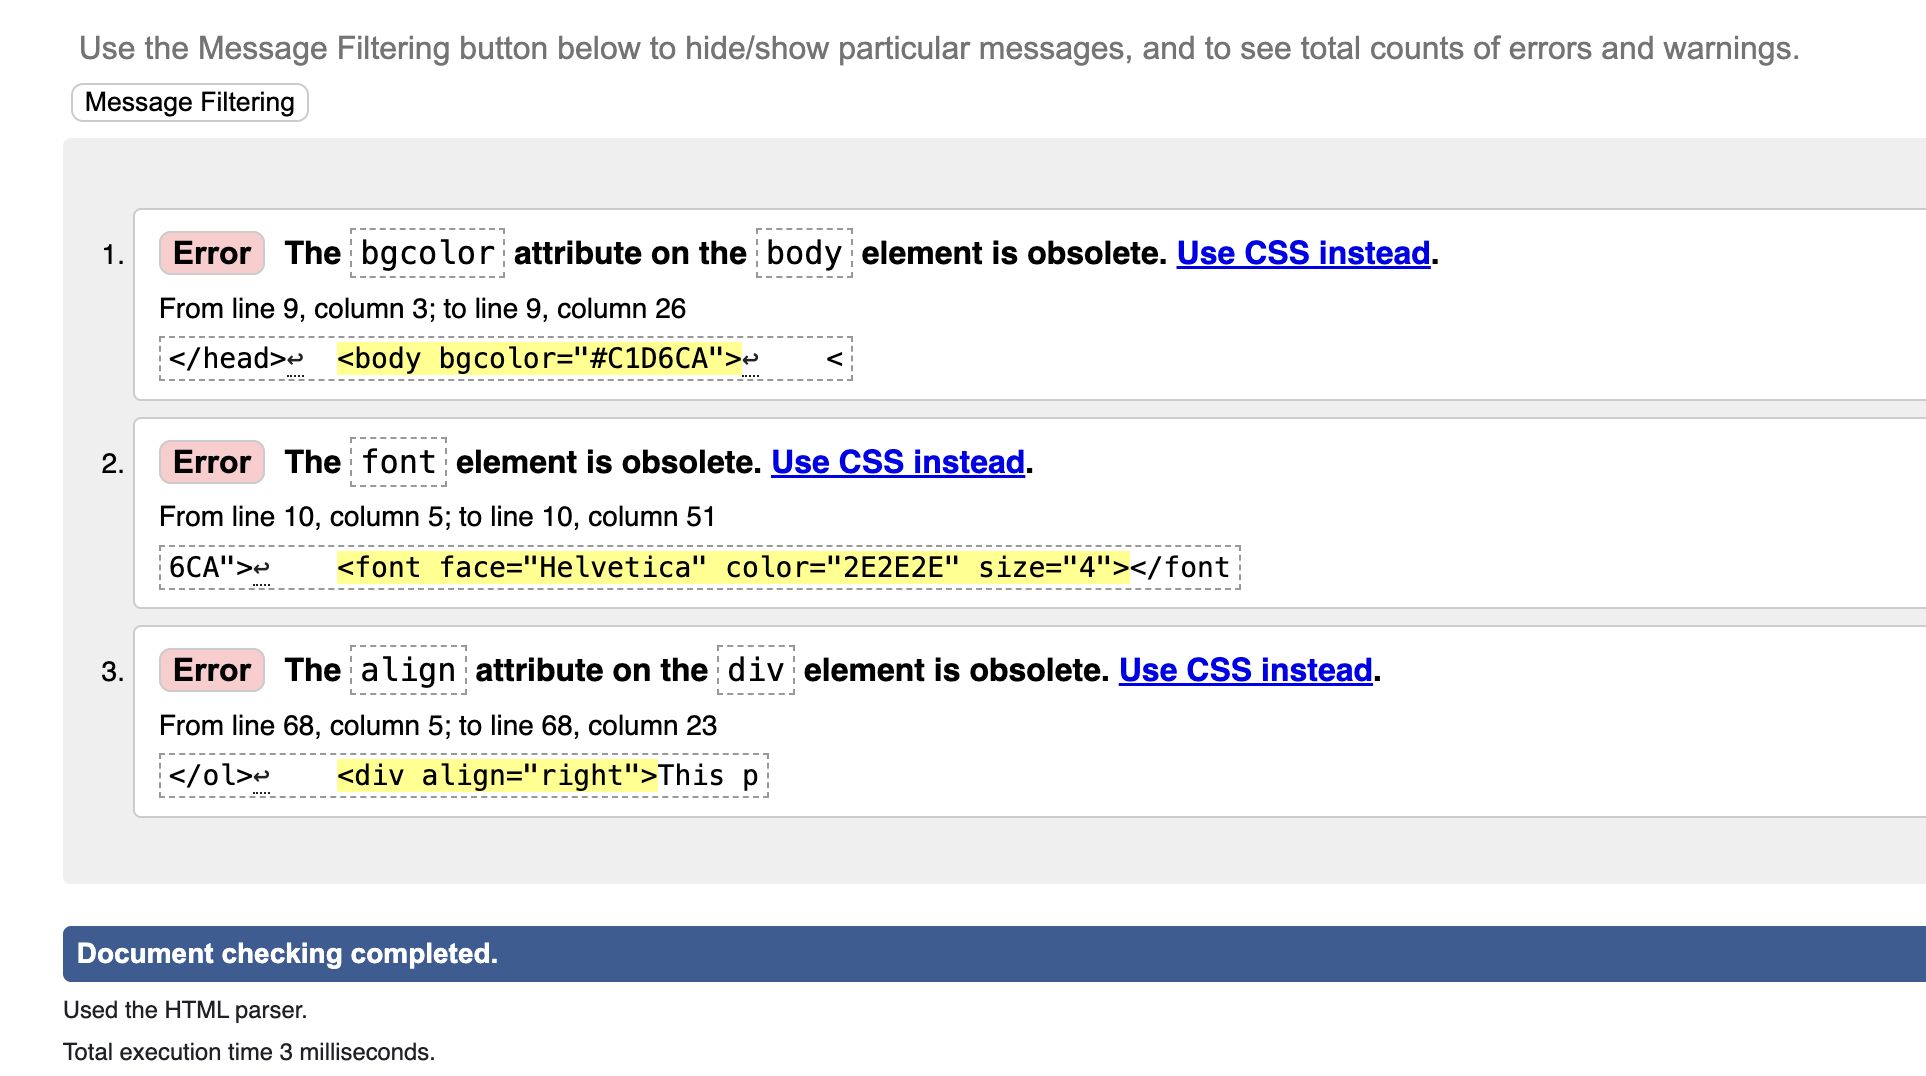 Use the Message Filtering button below to hide/show particular messages, and to see total counts of errors and warnings.
Message Filtering
1. Error The bgcolor attribute on the body element is obsolete. Use CSS instead.
From line 9, column 3; to line 9, column 26
</head>↩  <body bgcolor="#C1D6CA">↩    <
2. Error The font element is obsolete. Use CSS instead.
From line 10, column 5; to line 10, column 51
6CA">↩    <font face="Helvetica" color="2E2E2E" size="4"></font
3. Error The align attribute on the div element is obsolete. Use CSS instead.
From line 68, column 5; to line 68, column 23
</ol>↩    <div align="right">This p
Document checking completed.
Used the HTML parser.
Total execution time 3 milliseconds.